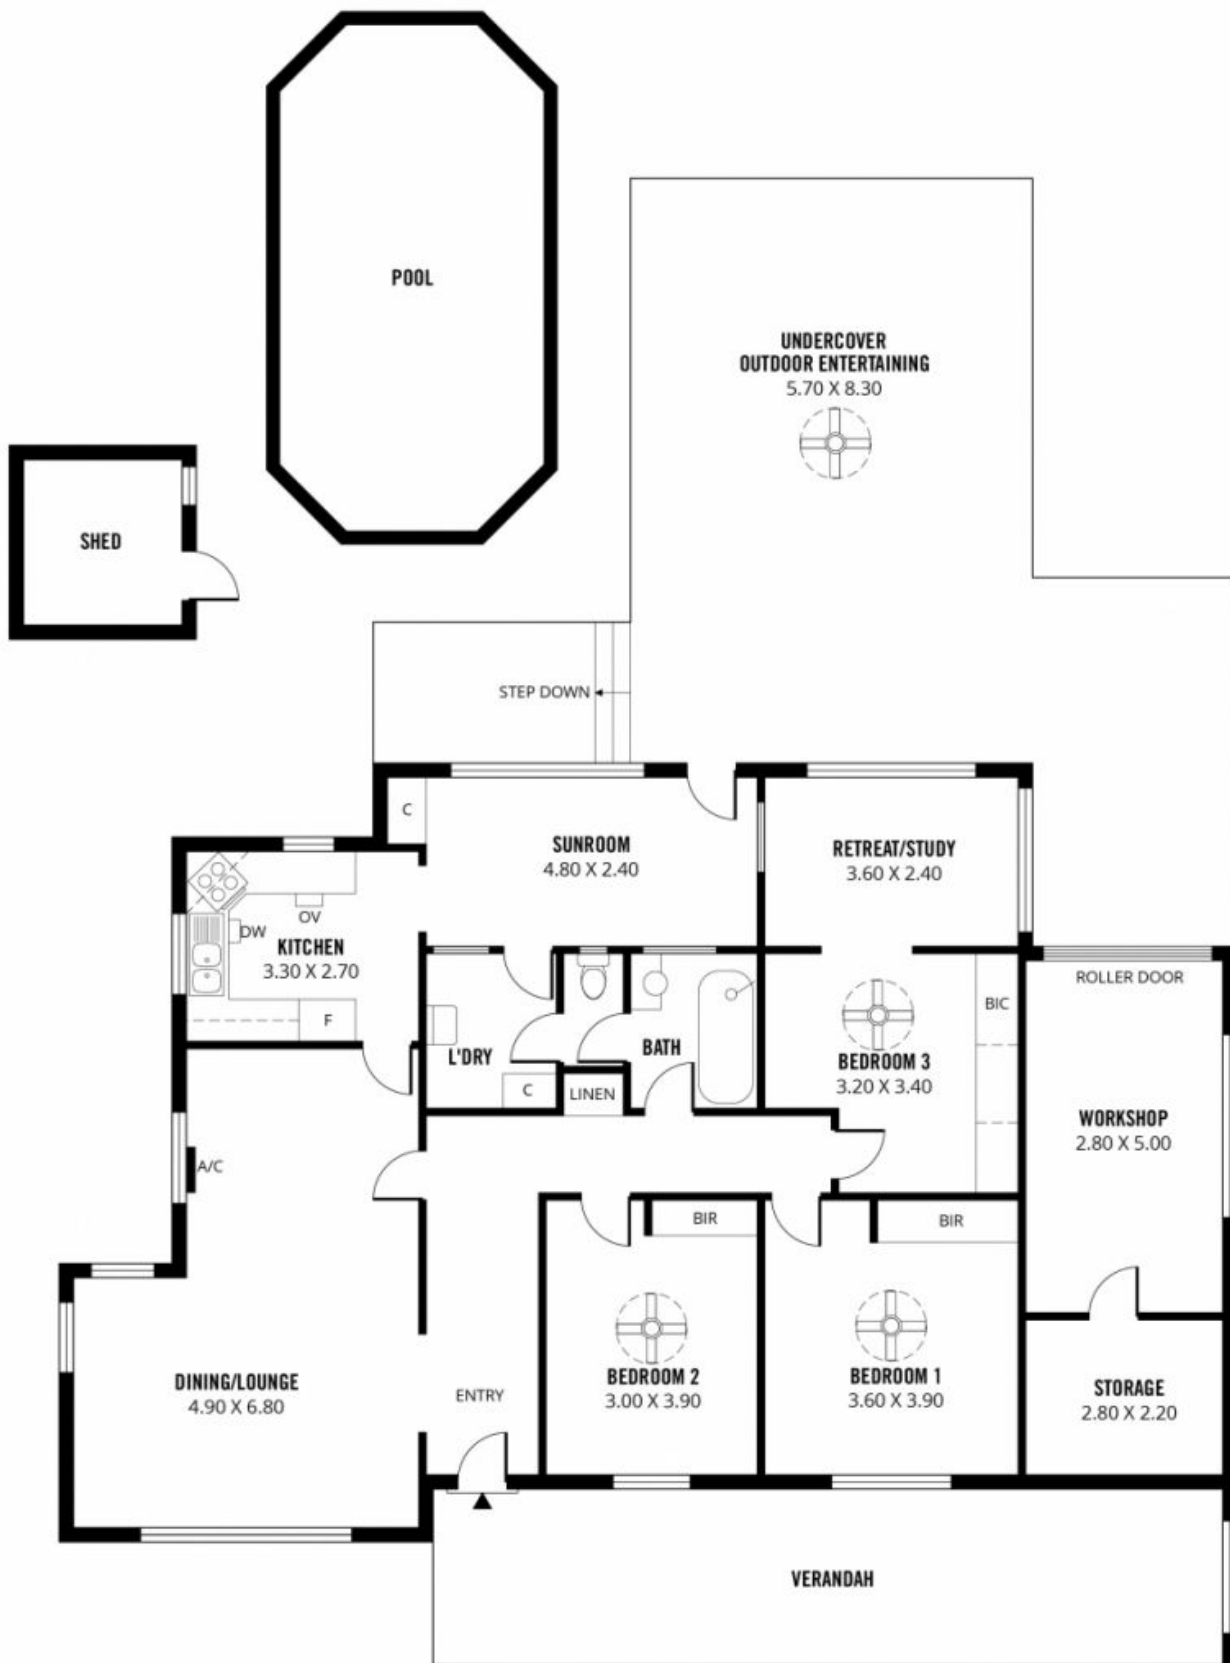 POOL
UNDERCOVER
OUTDOOR ENTERTAINING
5.70 X 8.30
SHED
STEP DOWN
C
SUNROOM
4.80 X 2.40
RETREAT/STUDY
3.60 X 2.40
OV
DW
KITCHEN
3.30 X 2.70
F
L'DRY
C
LINEN
BATH
BIC
BEDROOM 3
3.20 X 3.40
ROLLER DOOR
WORKSHOP
2.80 X 5.00
A/C
BIR
BIR
DINING/LOUNGE
4.90 X 6.80
ENTRY
BEDROOM 2
3.00 X 3.90
BEDROOM 1
3.60 X 3.90
STORAGE
2.80 X 2.20
VERANDAH